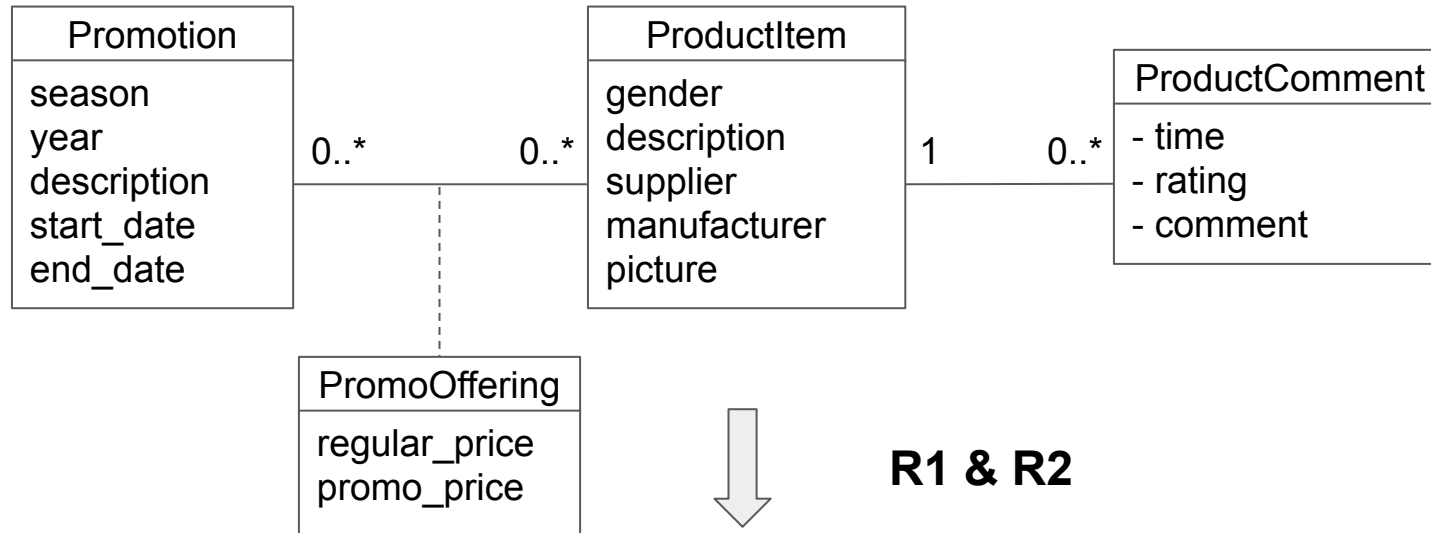 Promotion
season
year
description
start_date
end_date
0..*
0..*
ProductItem
gender
description
supplier
manufacturer
picture
1
0..*
ProductComment
- time
- rating
- comment
PromoOffering
regular_price
promo_price
R1 & R2